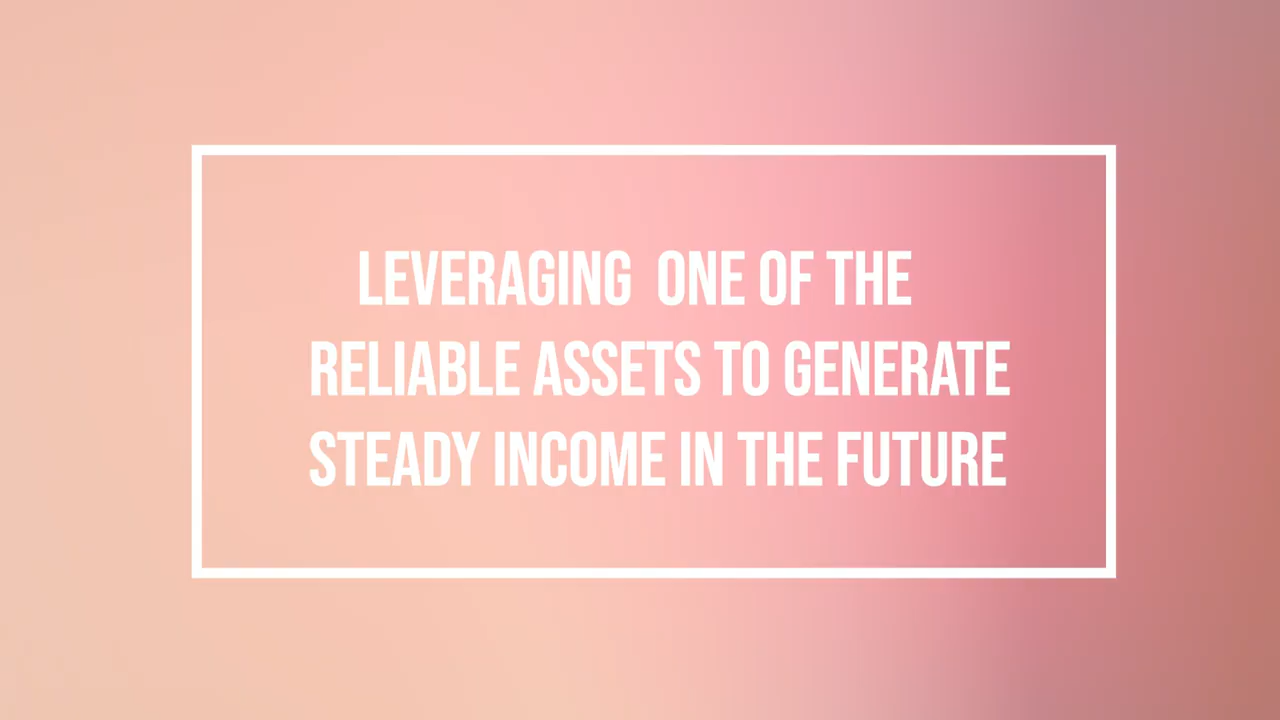 LEVERAGING  ONE OF THE
RELIABLE ASSETS TO GENERATE
STEADY INCOME IN THE FUTURE